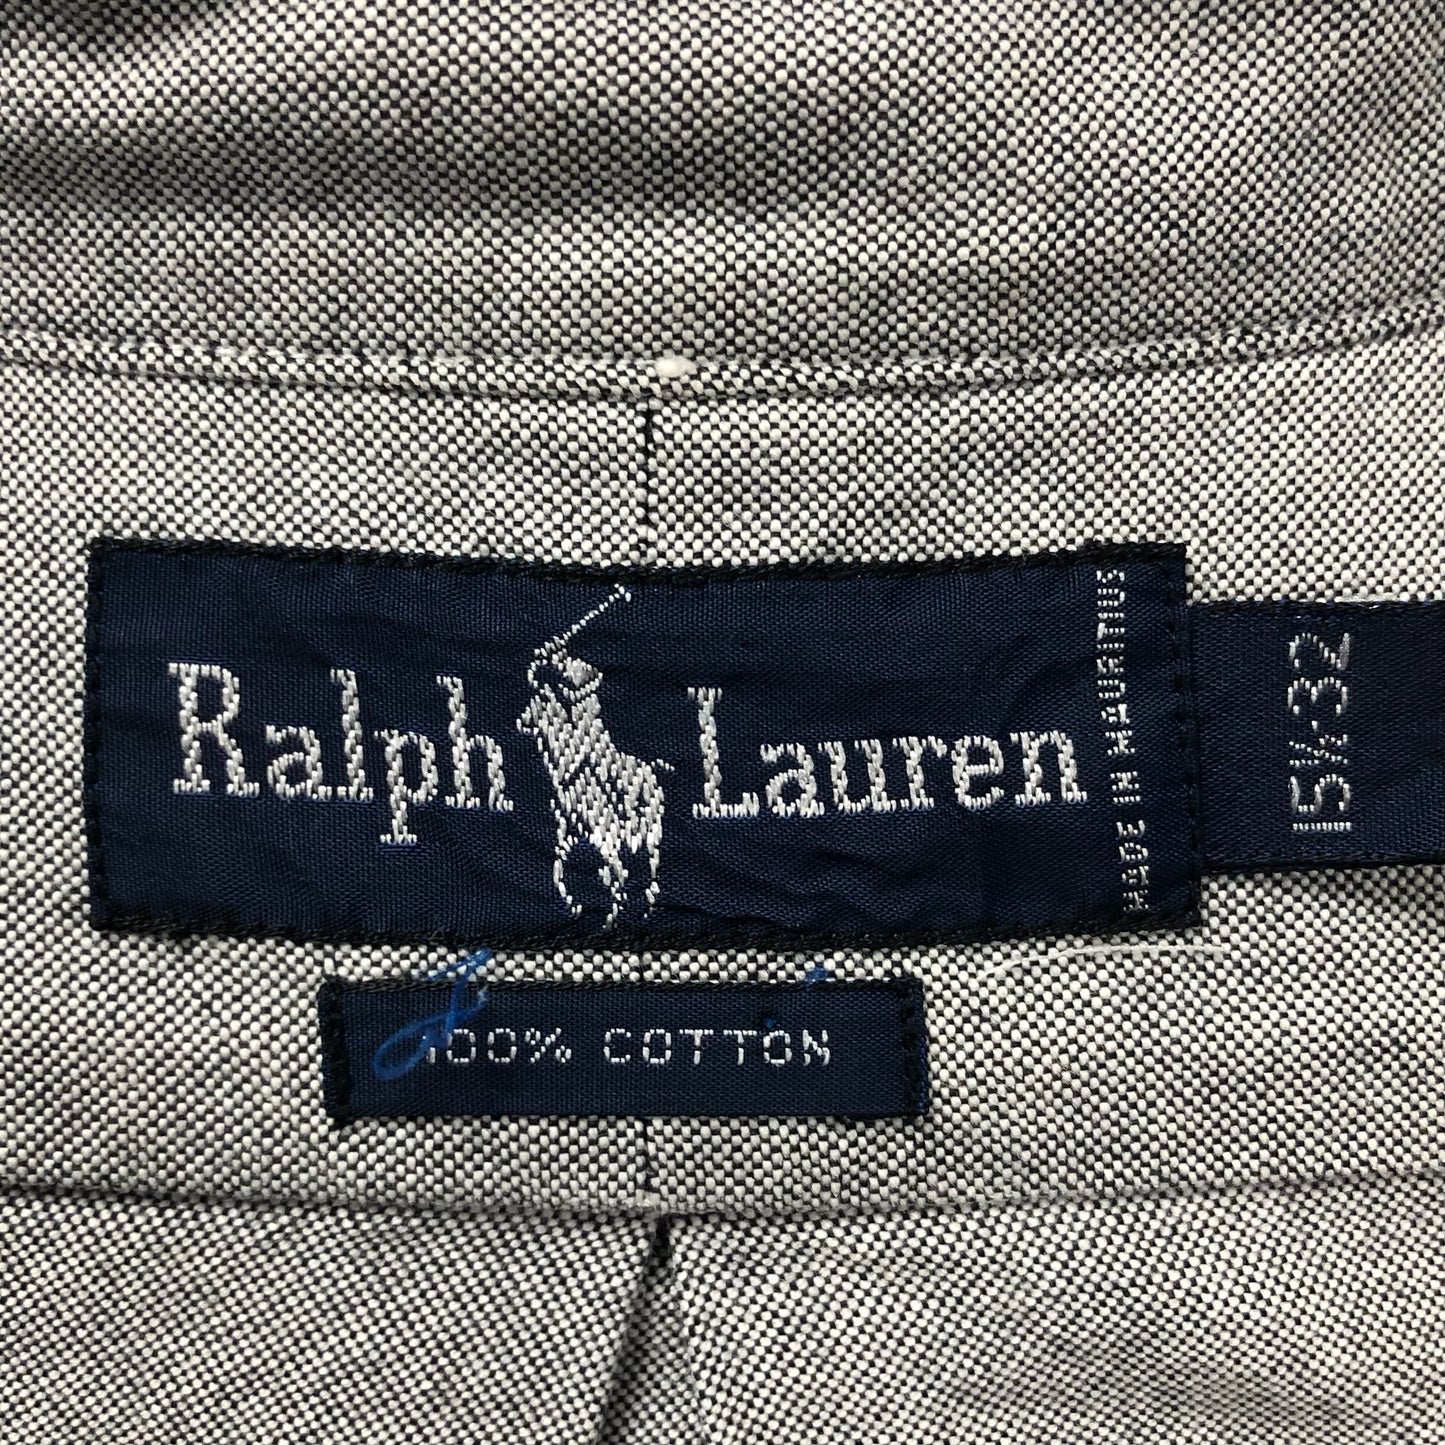 Ralph Lauren
MADE IN MAURITIUS
15½·32
100% COTTON